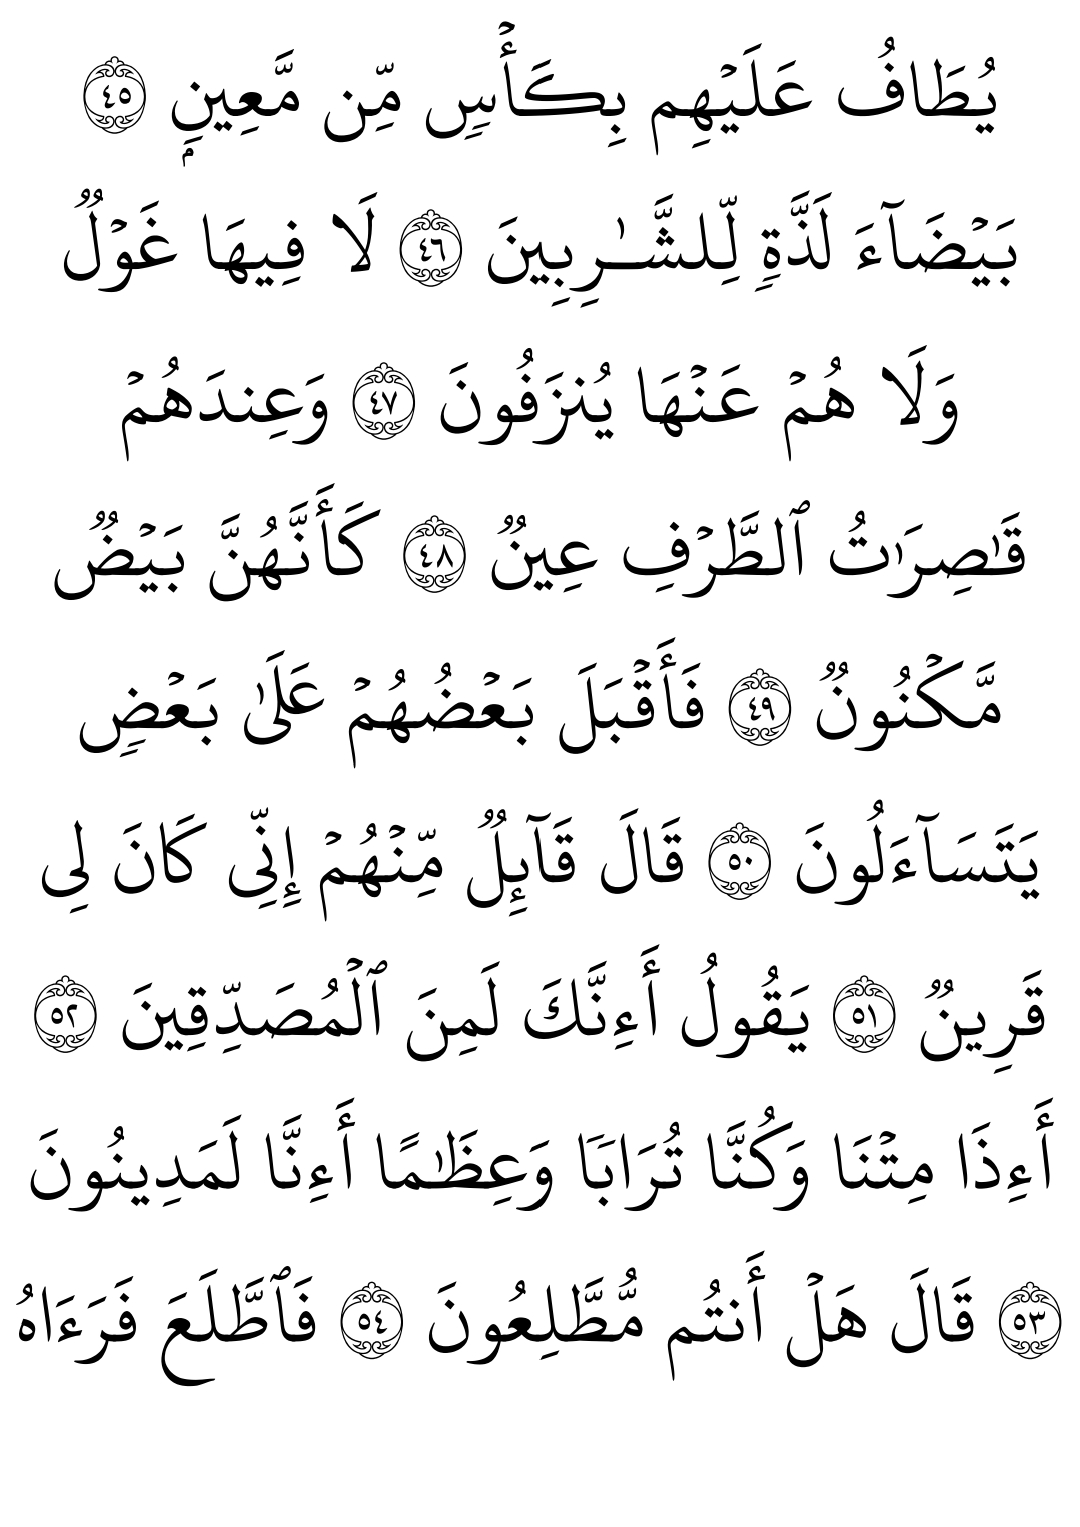 يُطَافُ عَلَيۡهِم بِكَأۡسٖ مِّن مَّعِينِۭ ٤٥
بَيۡضَآءَ لَذَّةٖ لِّلشَّٰرِبِينَ ٤٦ لَا فِيهَا غَوۡلٞ
وَلَا هُمۡ عَنۡهَا يُنزَفُونَ ٤٧ وَعِندَهُمۡ
قَٰصِرَٰتُ ٱلطَّرۡفِ عِينٞ ٤٨ كَأَنَّهُنَّ بَيۡضٞ
مَّكۡنُونٞ ٤٩ فَأَقۡبَلَ بَعۡضُهُمۡ عَلَىٰ بَعۡضٖ
يَتَسَآءَلُونَ ٥٠ قَالَ قَآئِلٞ مِّنۡهُمۡ إِنِّي كَانَ لِي
قَرِينٞ ٥١ يَقُولُ أَءِنَّكَ لَمِنَ ٱلۡمُصَدِّقِينَ ٥٢
أَءِذَا مِتۡنَا وَكُنَّا تُرَابٗا وَعِظَٰمًا أَءِنَّا لَمَدِينُونَ
٥٣ قَالَ هَلۡ أَنتُم مُّطَّلِعُونَ ٥٤ فَٱطَّلَعَ فَرَءَاهُ